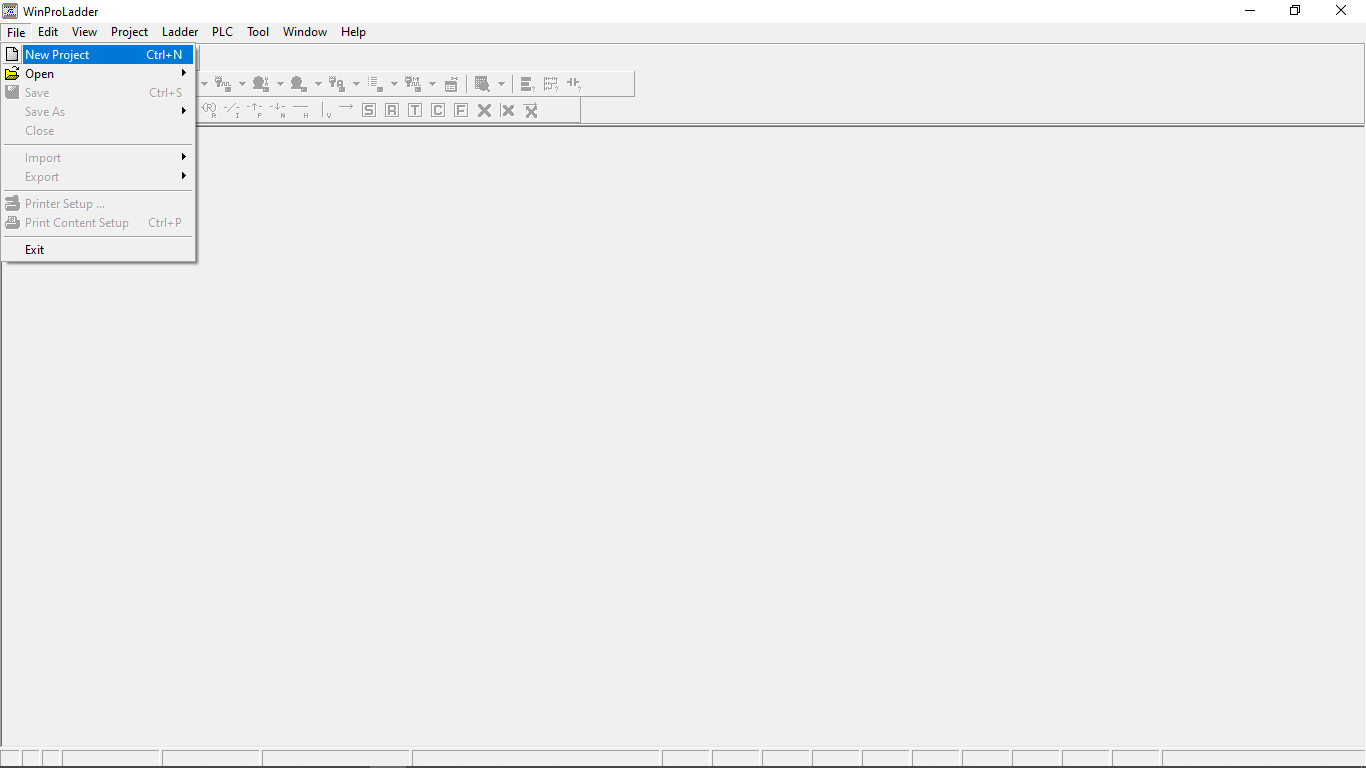 WinProLadder
File Edit View Project Ladder PLC Tool Window Help
New Project Ctrl+N
Open
Save Ctrl+S
Save As
Close
Import
Export
Printer Setup ...
Print Content Setup Ctrl+P
Exit
R I P N H V S R T C F